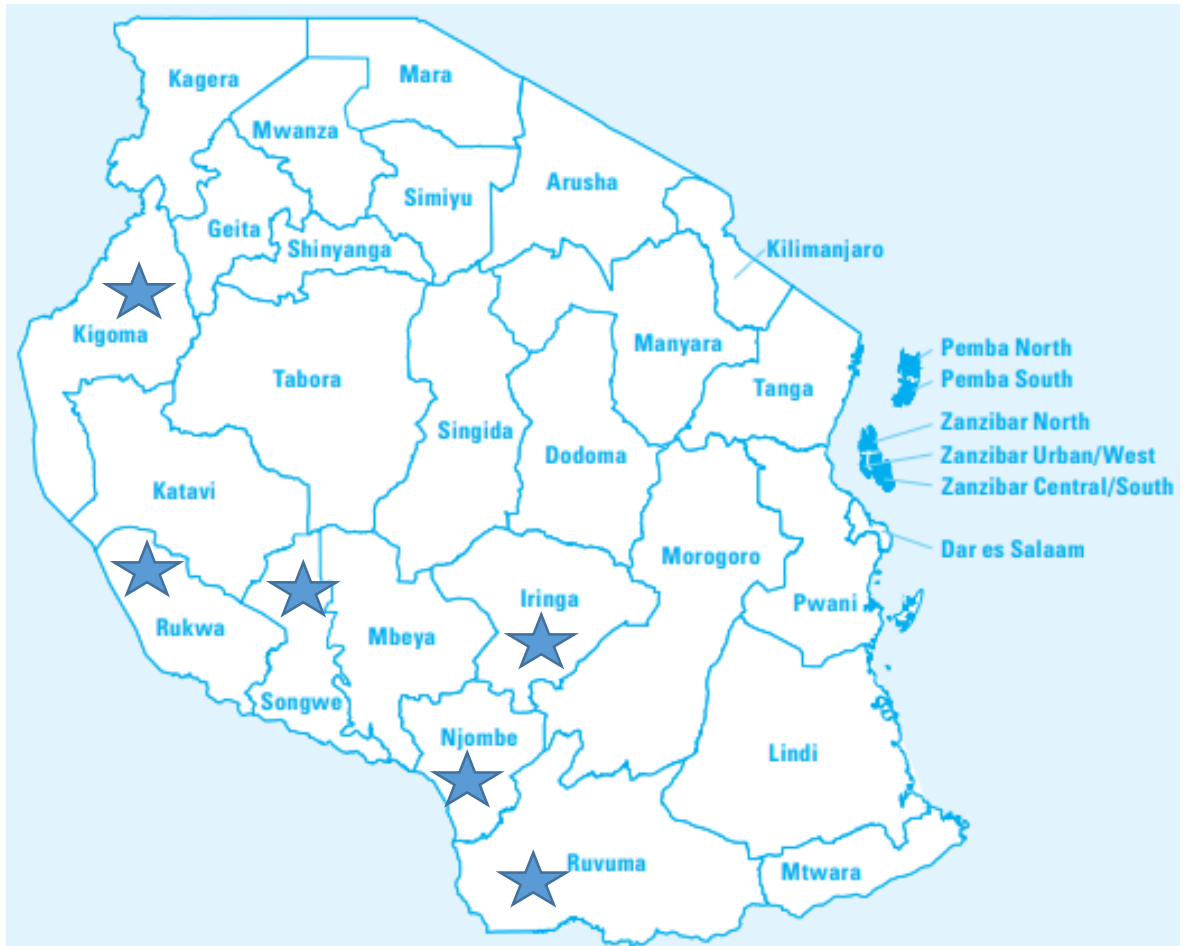 Kagera
Mara
Mwanza
Arusha
Simiyu
Geita
Shinyanga
Kilimanjaro
Kigoma
Manyara
Pemba North
Tabora
Pemba South
Tanga
Zanzibar North
Singida
Dodoma
Zanzibar Urban/West
Zanzibar Central/South
Katavi
Dar es Salaam
Morogoro
Iringa
Pwani
Rukwa
Mbeya
Songwe
Njombe
Lindi
Ruvuma
Mtwara